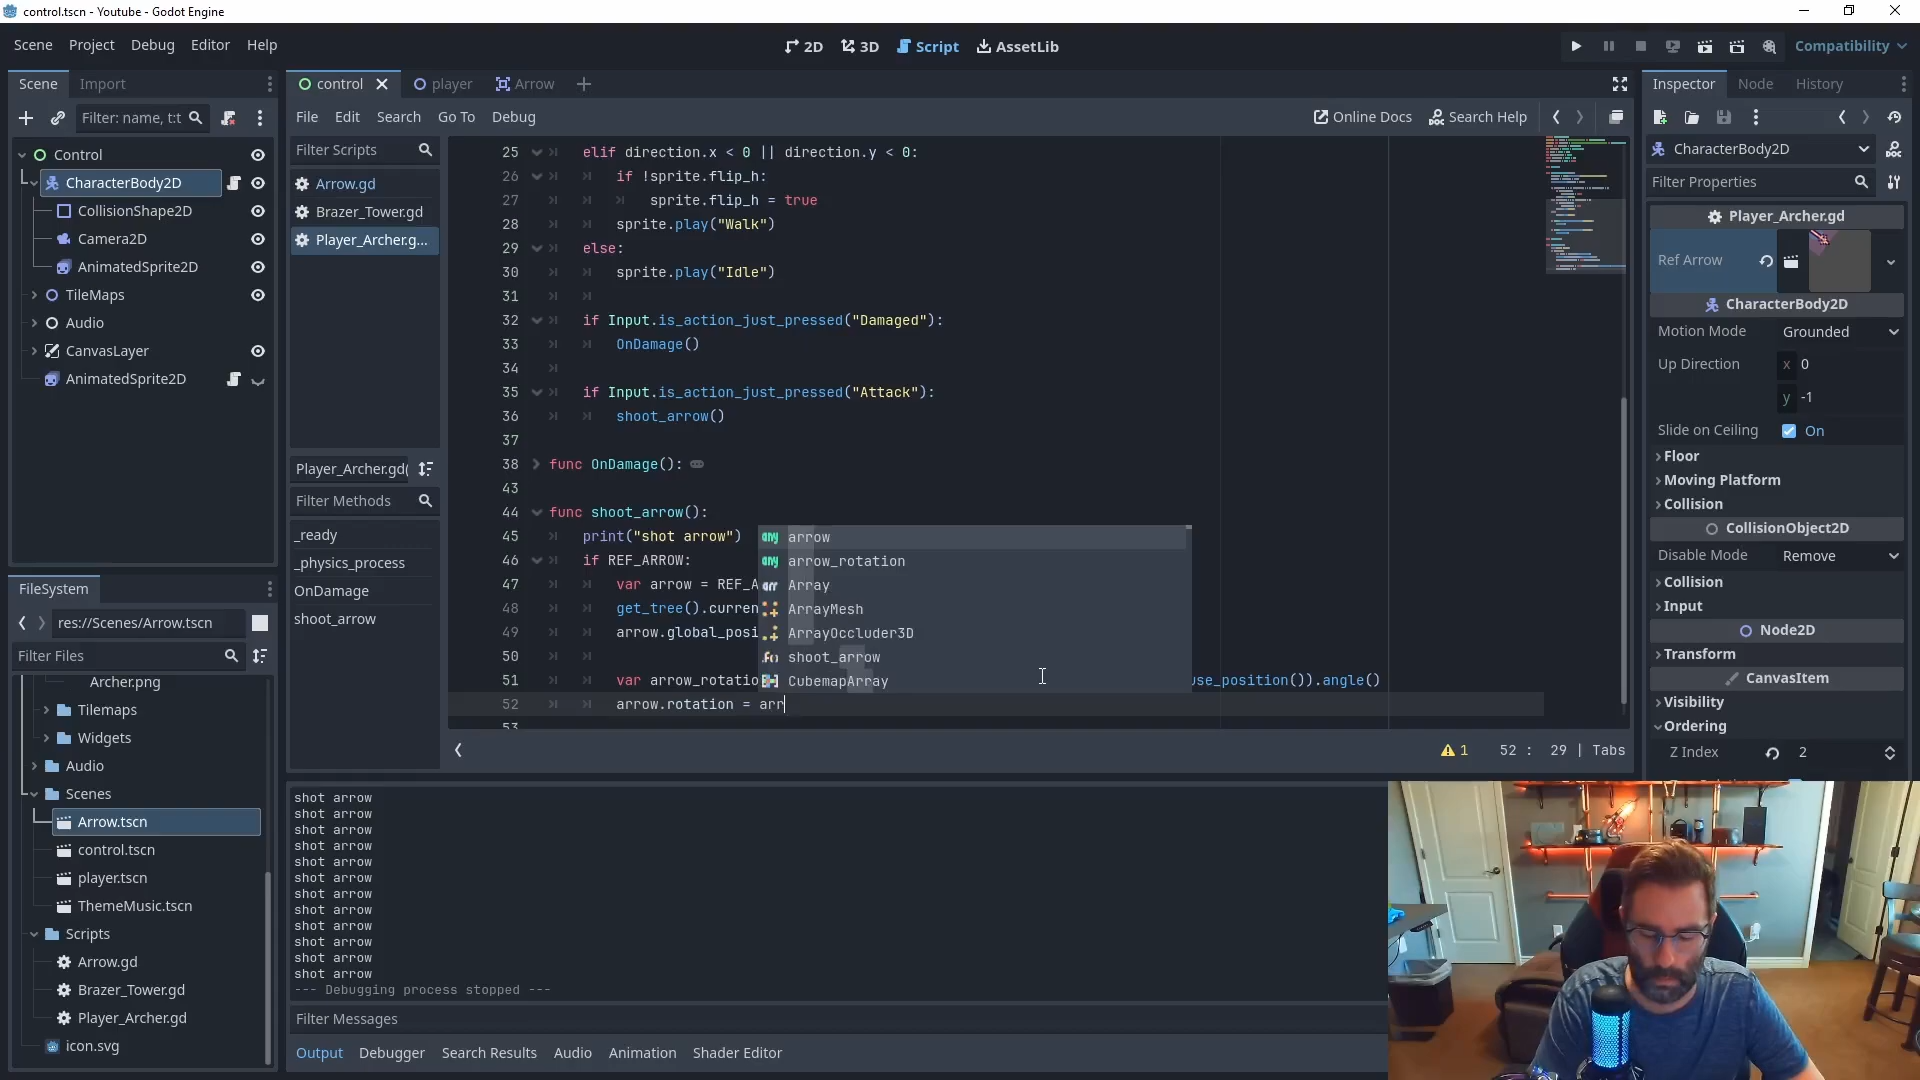 control.tscn - Youtube - Godot Engine
Scene Project Debug Editor Help
2D 3D Script AssetLib
Compatibility
Scene Import
control player Arrow
Inspector Node History
Filter: name, t:t
File Edit Search Go To Debug
Online Docs Search Help
Control
CharacterBody2D
CollisionShape2D
Camera2D
AnimatedSprite2D
TileMaps
Audio
CanvasLayer
AnimatedSprite2D
FileSystem
res://Scenes/Arrow.tscn
Filter Files
Archer.png
Tilemaps
Widgets
Audio
Scenes
Arrow.tscn
control.tscn
player.tscn
ThemeMusic.tscn
Scripts
Arrow.gd
Brazer_Tower.gd
Player_Archer.gd
icon.svg
Filter Scripts
Arrow.gd
Brazer_Tower.gd
Player_Archer.g...
Player_Archer.gd(
Filter Methods
_ready
_physics_process
OnDamage
shoot_arrow
25 elif direction.x < 0 || direction.y < 0:
26 if !sprite.flip_h:
27 sprite.flip_h = true
28 sprite.play("Walk")
29 else:
30 sprite.play("Idle")
31
32 if Input.is_action_just_pressed("Damaged"):
33 OnDamage()
34
35 if Input.is_action_just_pressed("Attack"):
36 shoot_arrow()
37
38 func OnDamage():
43
44 func shoot_arrow():
45 print("shot arrow")
46 if REF_ARROW:
47 var arrow = REF_A
48 get_tree().curren
49 arrow.global_posi
50
51 var arrow_rotatio use_position()).angle()
52 arrow.rotation = arr
53
arrow
arrow_rotation
Array
ArrayMesh
ArrayOccluder3D
shoot_arrow
CubemapArray
1 52 : 29 | Tabs
shot arrow
shot arrow
shot arrow
shot arrow
shot arrow
shot arrow
shot arrow
shot arrow
shot arrow
shot arrow
shot arrow
shot arrow
--- Debugging process stopped ---
Filter Messages
Output Debugger Search Results Audio Animation Shader Editor
CharacterBody2D
Filter Properties
Player_Archer.gd
Ref Arrow
CharacterBody2D
Motion Mode Grounded
Up Direction x 0
y -1
Slide on Ceiling On
Floor
Moving Platform
Collision
CollisionObject2D
Disable Mode Remove
Collision
Input
Node2D
Transform
CanvasItem
Visibility
Ordering
Z Index 2